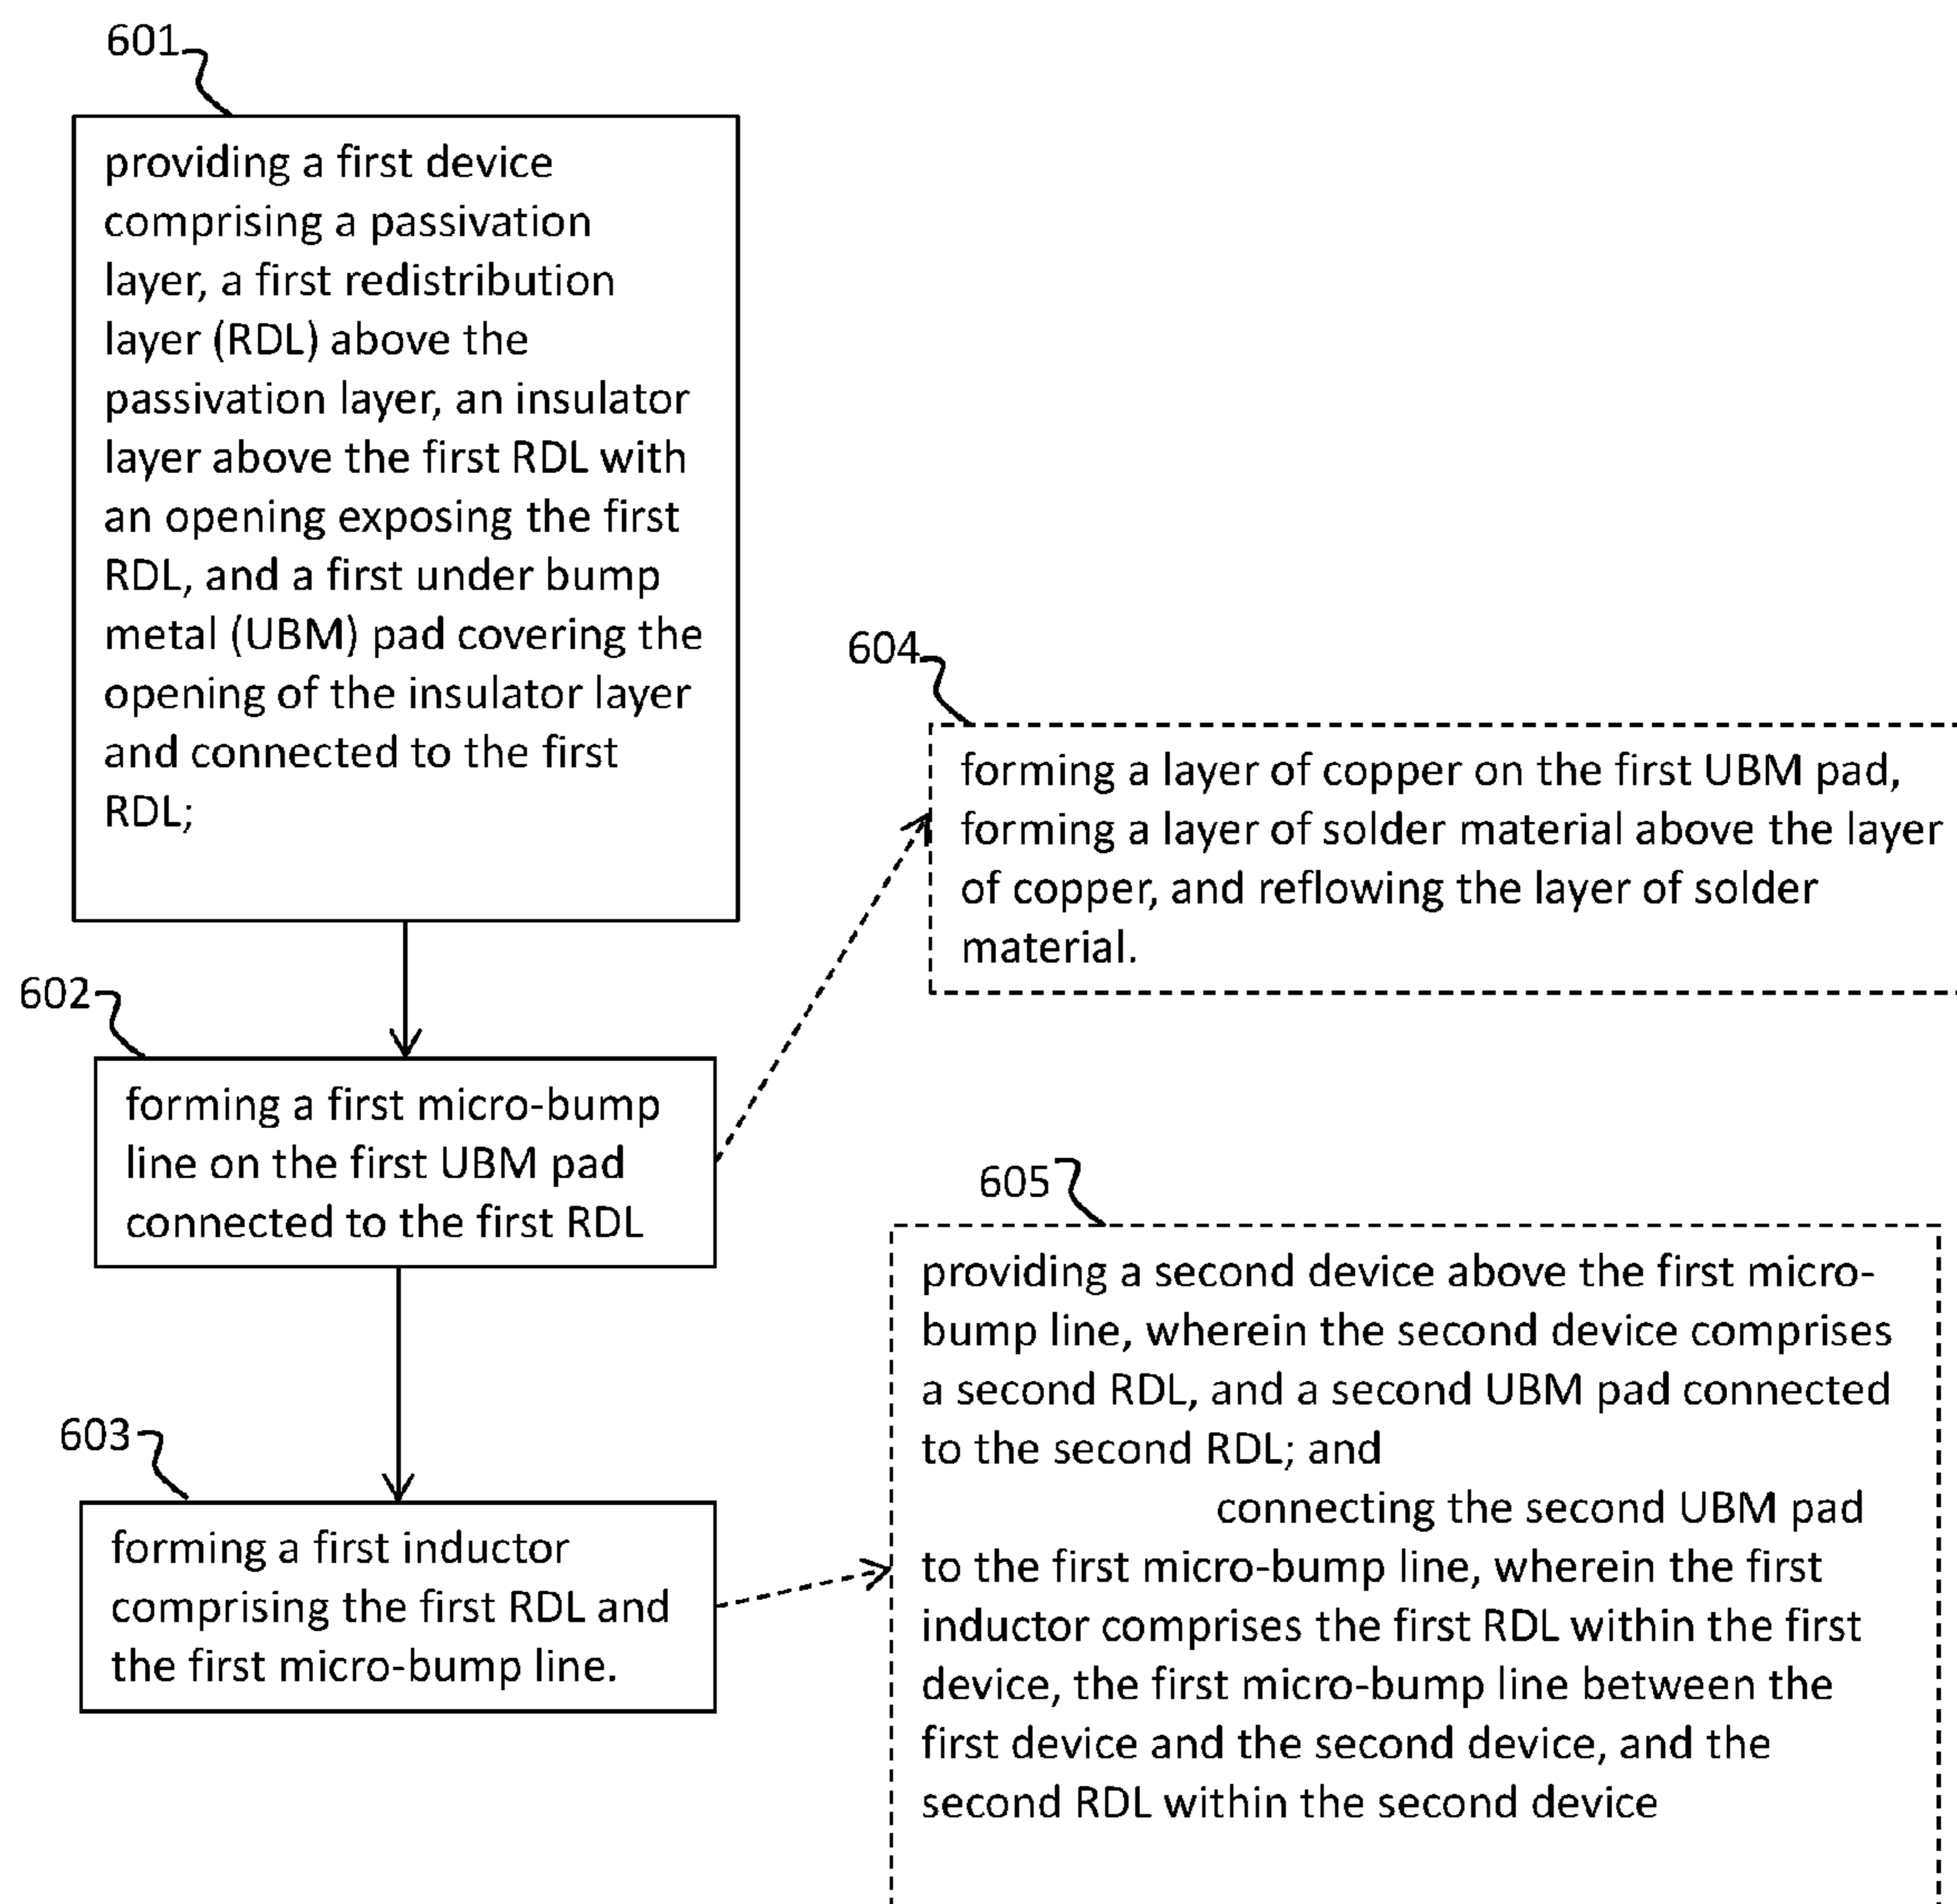 601
providing a first device
comprising a passivation
layer, a first redistribution
layer (RDL) above the
passivation layer, an insulator
layer above the first RDL with
an opening exposing the first
RDL, and a first under bump
metal (UBM) pad covering the
opening of the insulator layer
and connected to the first
RDL;
602
forming a first micro-bump
line on the first UBM pad
connected to the first RDL
603
forming a first inductor
comprising the first RDL and
the first micro-bump line.
604
forming a layer of copper on the first UBM pad,
forming a layer of solder material above the layer
of copper, and reflowing the layer of solder
material.
605
providing a second device above the first micro-
bump line, wherein the second device comprises
a second RDL, and a second UBM pad connected
to the second RDL; and
connecting the second UBM pad
to the first micro-bump line, wherein the first
inductor comprises the first RDL within the first
device, the first micro-bump line between the
first device and the second device, and the
second RDL within the second device